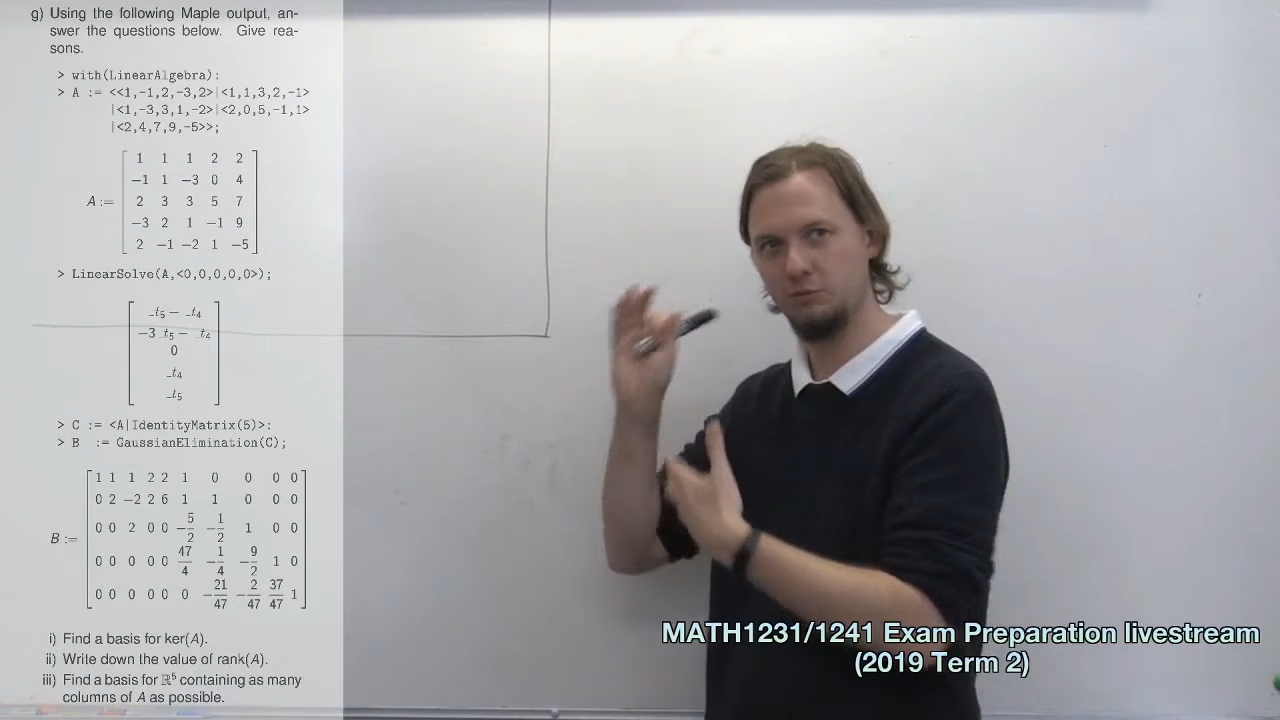 g) Using the following Maple output, an-
swer the questions below. Give rea-
sons.
> with(LinearAlgebra):
> A := <<1,-1,2,-3,2>|<1,1,3,2,-1>
|<1,-3,3,1,-2>|<2,0,5,-1,1>
|<2,4,7,9,-5>>;
1 1 1 2 2
−1 1 −3 0 4
A := 2 3 3 5 7
−3 2 1 −1 9
2 −1 −2 1 −5
> LinearSolve(A,<0,0,0,0,0>);
_t₅ − _t₄
−3 _t₅ − _t₄
0
_t₄
_t₅
> C := <A|IdentityMatrix(5)>:
> B := GaussianElimination(C);
1 1 1 2 2 1 0 0 0 0
0 2 −2 2 6 1 1 0 0 0
B := 0 0 2 0 0 −5/2 −1/2 1 0 0
0 0 0 0 0 47/4 −1/4 −9/2 1 0
0 0 0 0 0 0 −21/47 −2/47 37/47 1
i) Find a basis for ker(A).
ii) Write down the value of rank(A).
iii) Find a basis for ℝ⁵ containing as many
columns of A as possible.
MATH1231/1241 Exam Preparation livestream
(2019 Term 2)